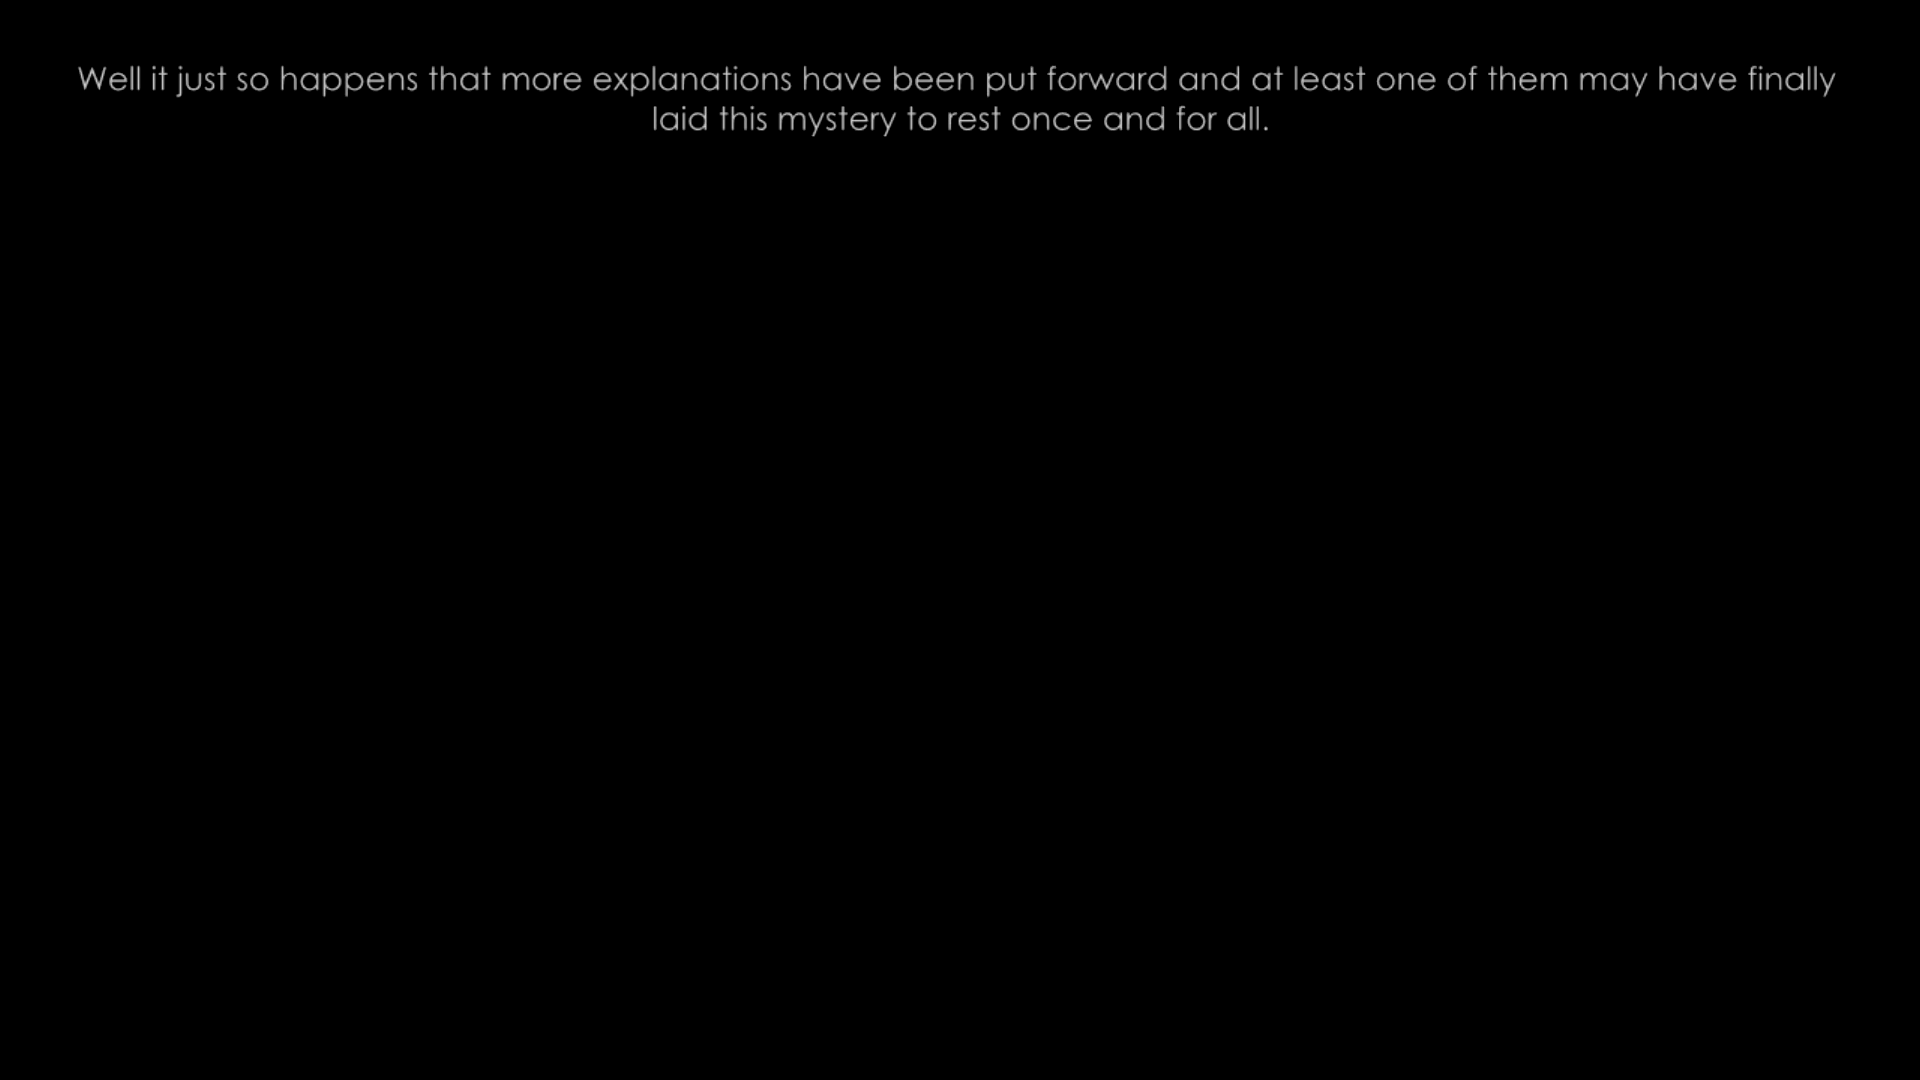 Well it just so happens that more explanations have been put forward and at least one of them may have finally
laid this mystery to rest once and for all.